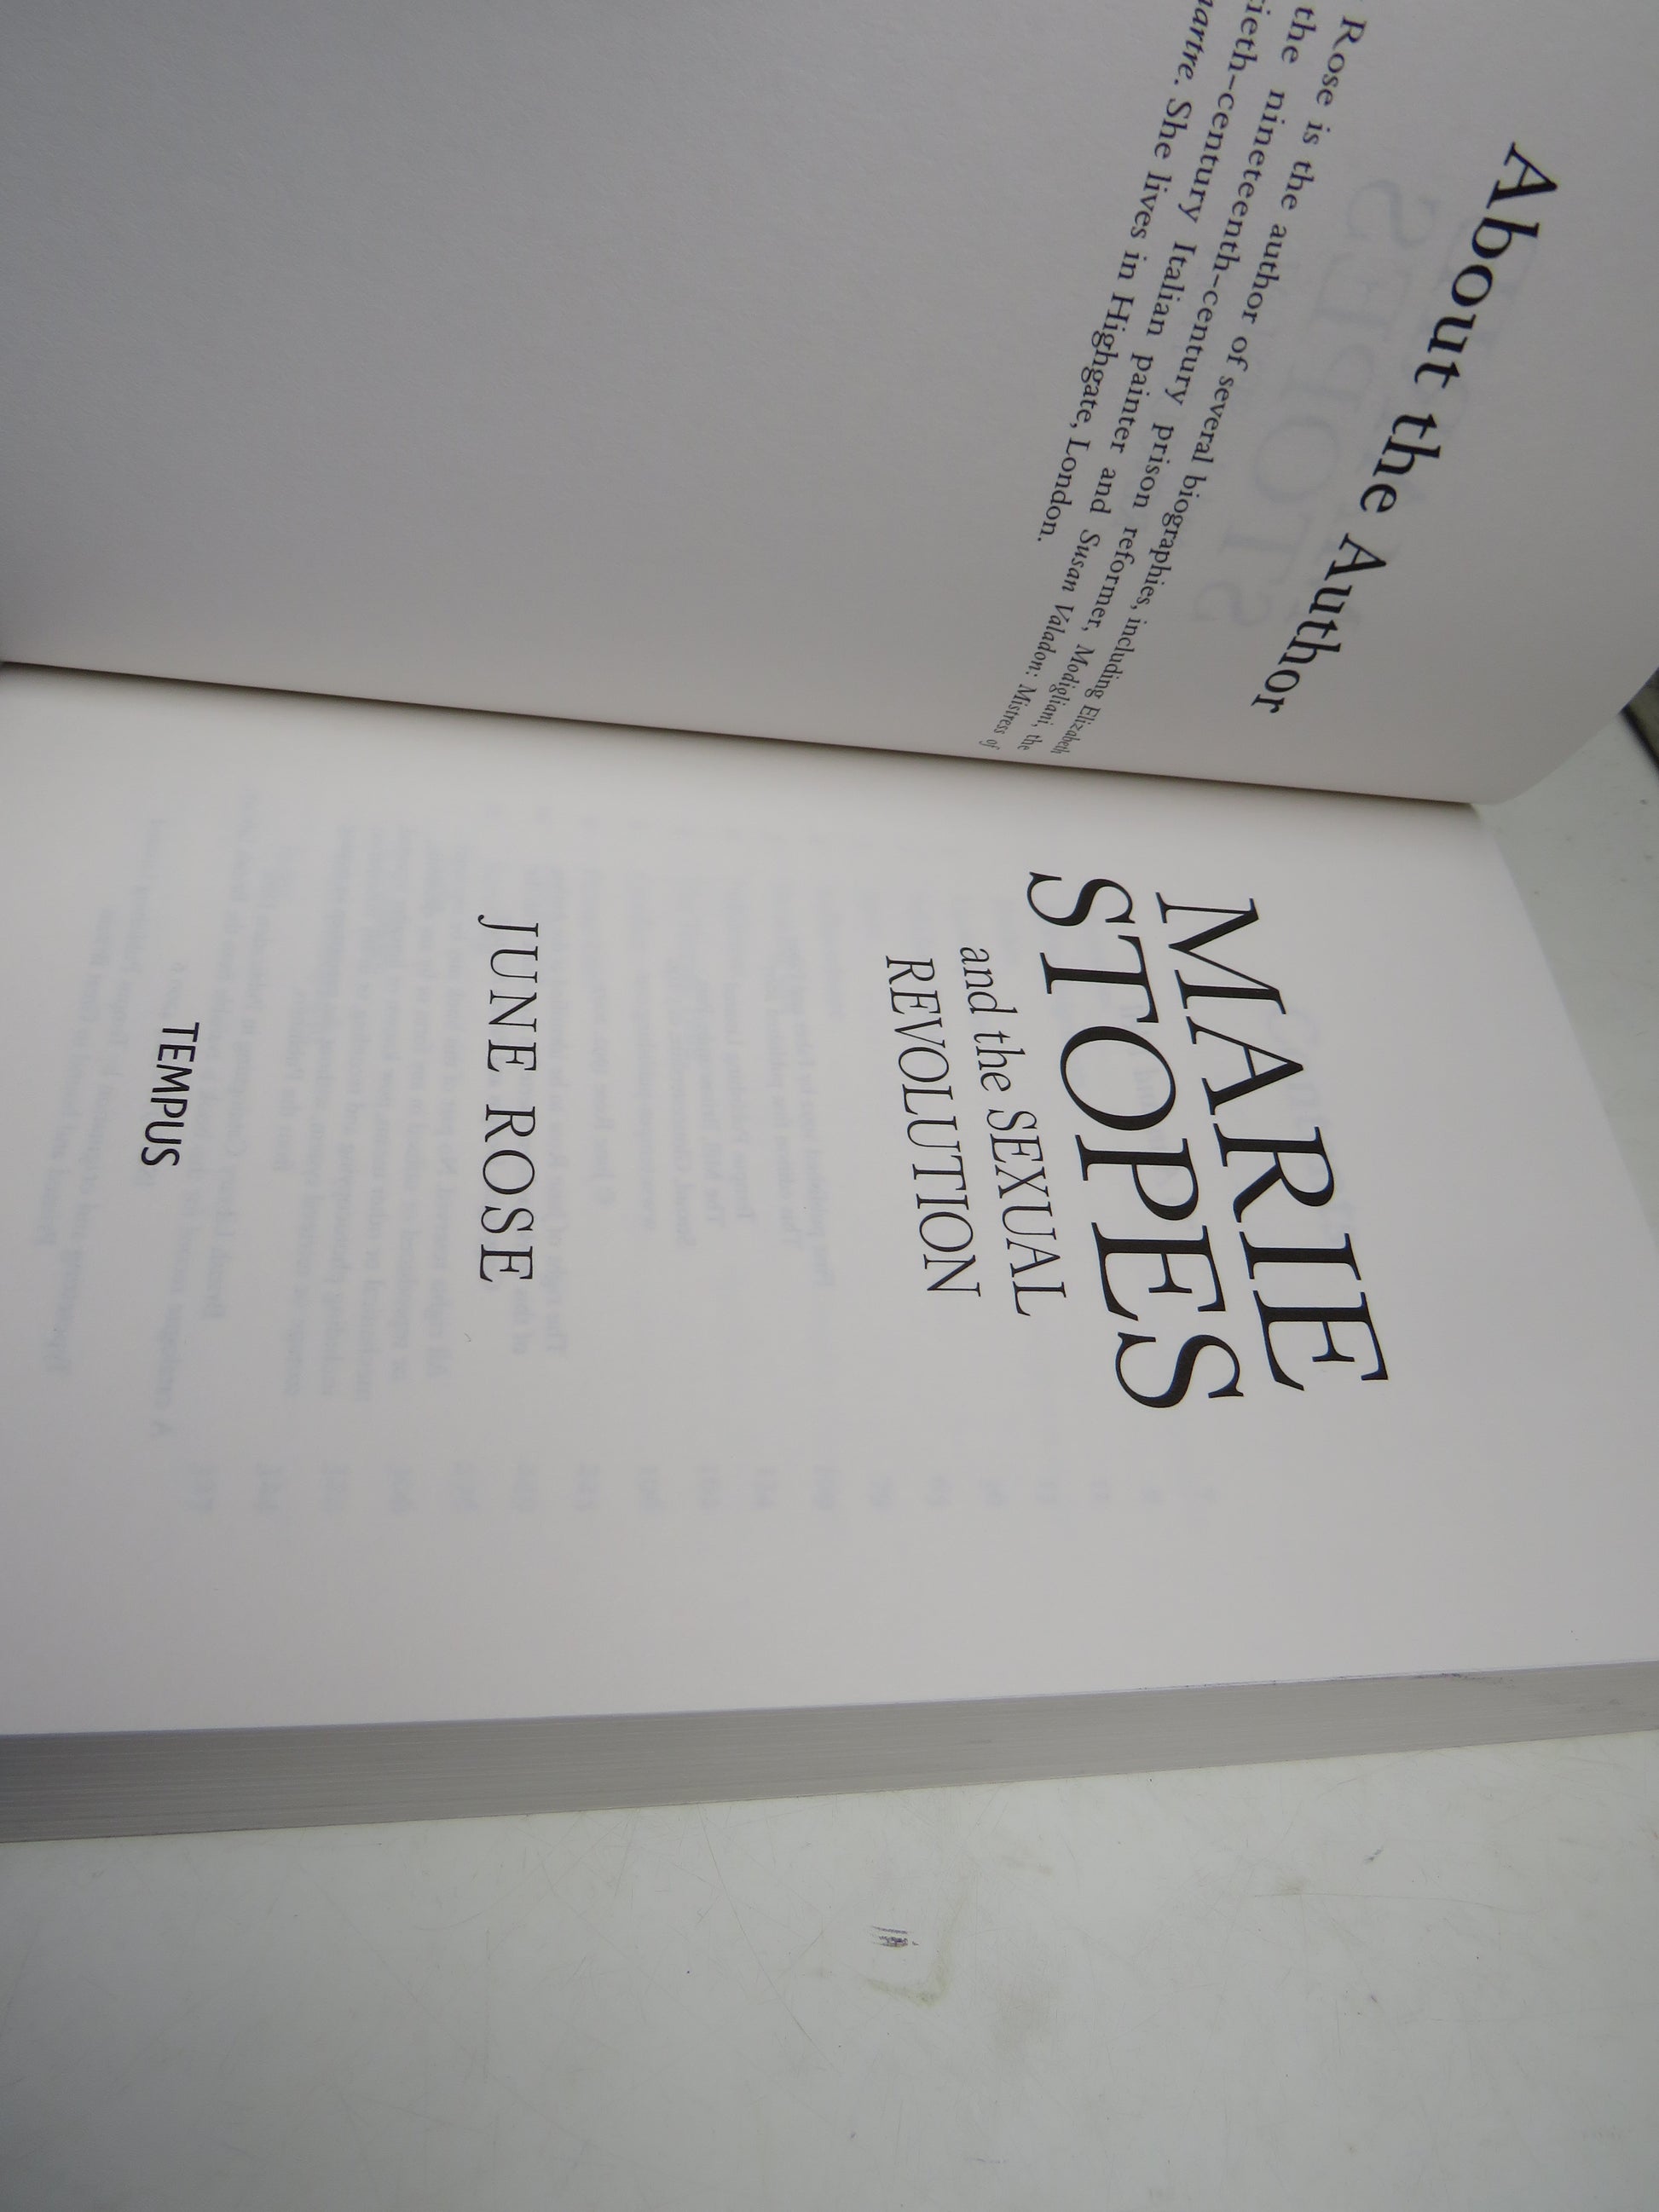 About the Author
Rose is the author of several biographies, including Elizabeth
the nineteenth-century prison reformer, Modigliani, the
ieth-century Italian painter and Susan Valadon: Mistress of
artre. She lives in Highgate, London.
MARIE
STOPES
and the SEXUAL
REVOLUTION
JUNE ROSE
TEMPUS